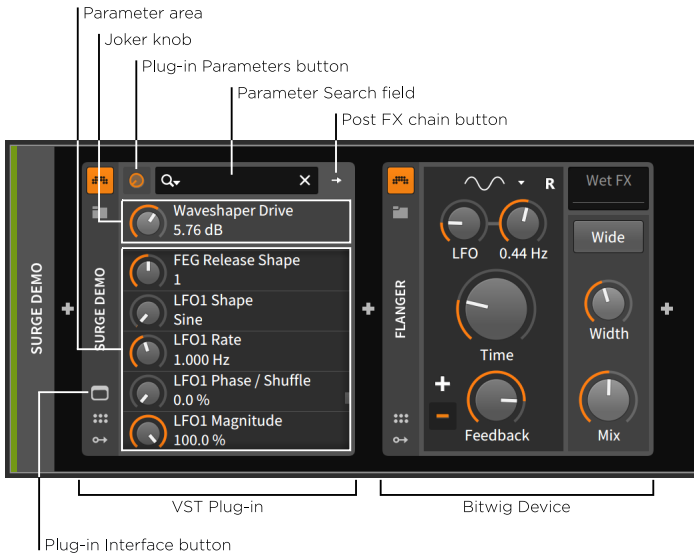 Parameter area
Joker knob
Plug-in Parameters button
Parameter Search field
Post FX chain button
SURGE DEMO
SURGE DEMO
Waveshaper Drive
5.76 dB
FEG Release Shape
1
LFO1 Shape
Sine
LFO1 Rate
1.000 Hz
LFO1 Phase / Shuffle
0.0 %
LFO1 Magnitude
100.0 %
FLANGER
R
LFO
0.44 Hz
Time
Feedback
Wet FX
Wide
Width
Mix
VST Plug-in
Bitwig Device
Plug-in Interface button